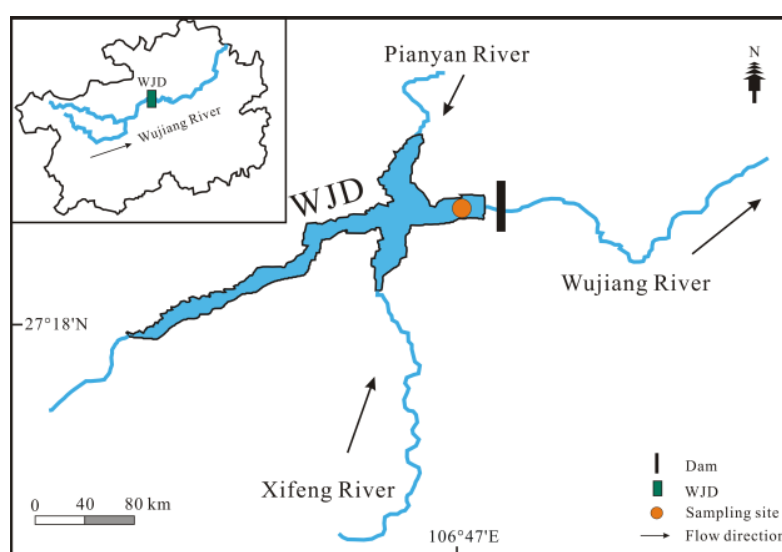 Pianyan River
N
WJD
Wujiang River
WJD
Wujiang River
27°18'N
Xifeng River
0 40 80 km
106°47'E
Dam
WJD
Sampling site
Flow direction